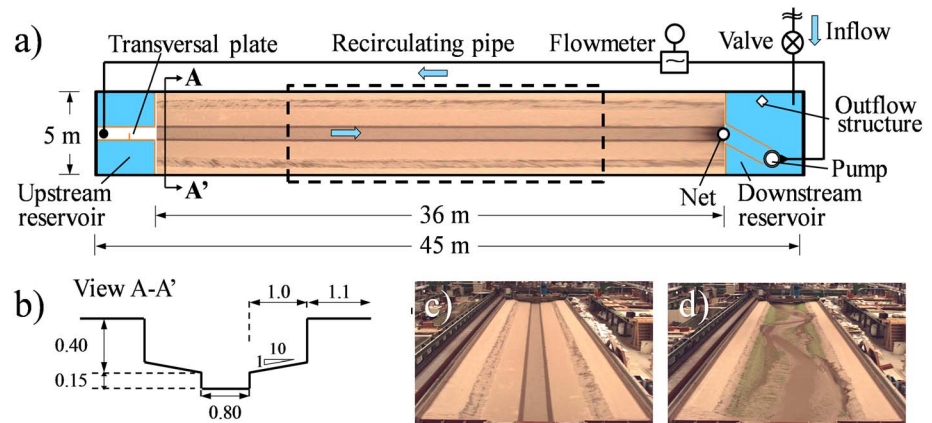 a)
Transversal plate
Recirculating pipe
Flowmeter
Valve
Inflow
A
5 m
Outflow
structure
A'
Upstream
reservoir
Net
Pump
Downstream
reservoir
36 m
45 m
b)
View A-A'
1.0
1.1
0.40
10
1
0.15
0.80
c)
d)